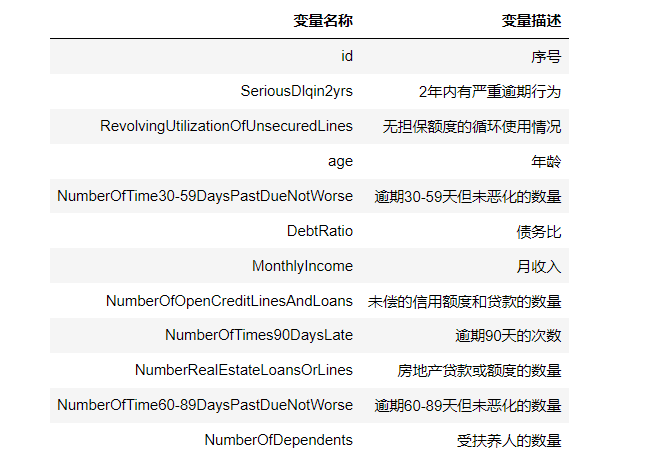 变量名称 变量描述
id 序号
SeriousDlqin2yrs 2年内有严重逾期行为
RevolvingUtilizationOfUnsecuredLines 无担保额度的循环使用情况
age 年龄
NumberOfTime30-59DaysPastDueNotWorse 逾期30-59天但未恶化的数量
DebtRatio 债务比
MonthlyIncome 月收入
NumberOfOpenCreditLinesAndLoans 未偿的信用额度和贷款的数量
NumberOfTimes90DaysLate 逾期90天的次数
NumberRealEstateLoansOrLines 房地产贷款或额度的数量
NumberOfTime60-89DaysPastDueNotWorse 逾期60-89天但未恶化的数量
NumberOfDependents 受扶养人的数量